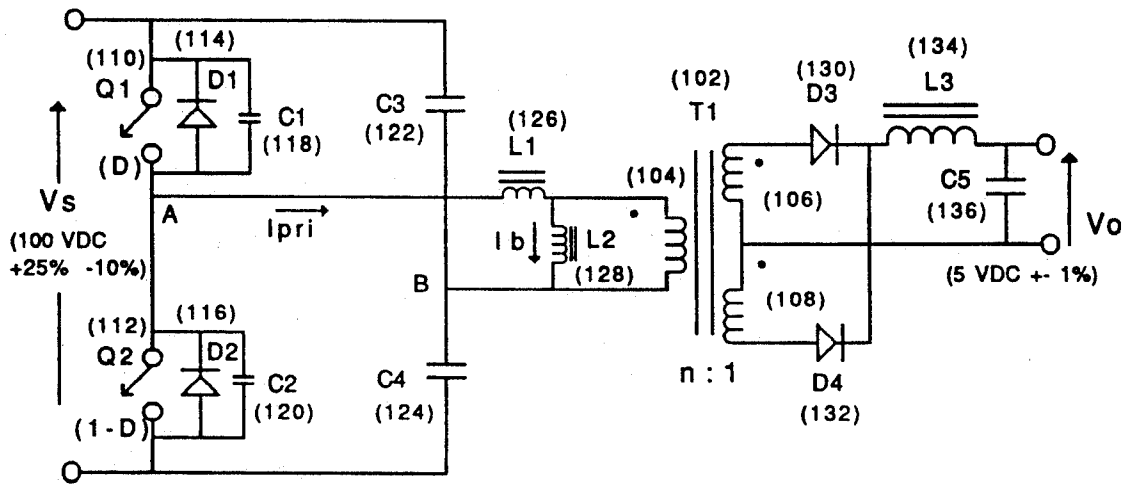 (114)
(110)
Q1
D1
C1
(118)
(D)
Vs
(100 VDC
+25% -10%)
A
Ipri
(112)
(116)
Q2
D2
C2
(120)
(1-D)
C3
(122)
B
C4
(124)
(126)
L1
Ib
L2
(128)
(104)
(102)
T1
(106)
(108)
n : 1
(130)
D3
D4
(132)
(134)
L3
C5
(136)
Vo
(5 VDC +- 1%)